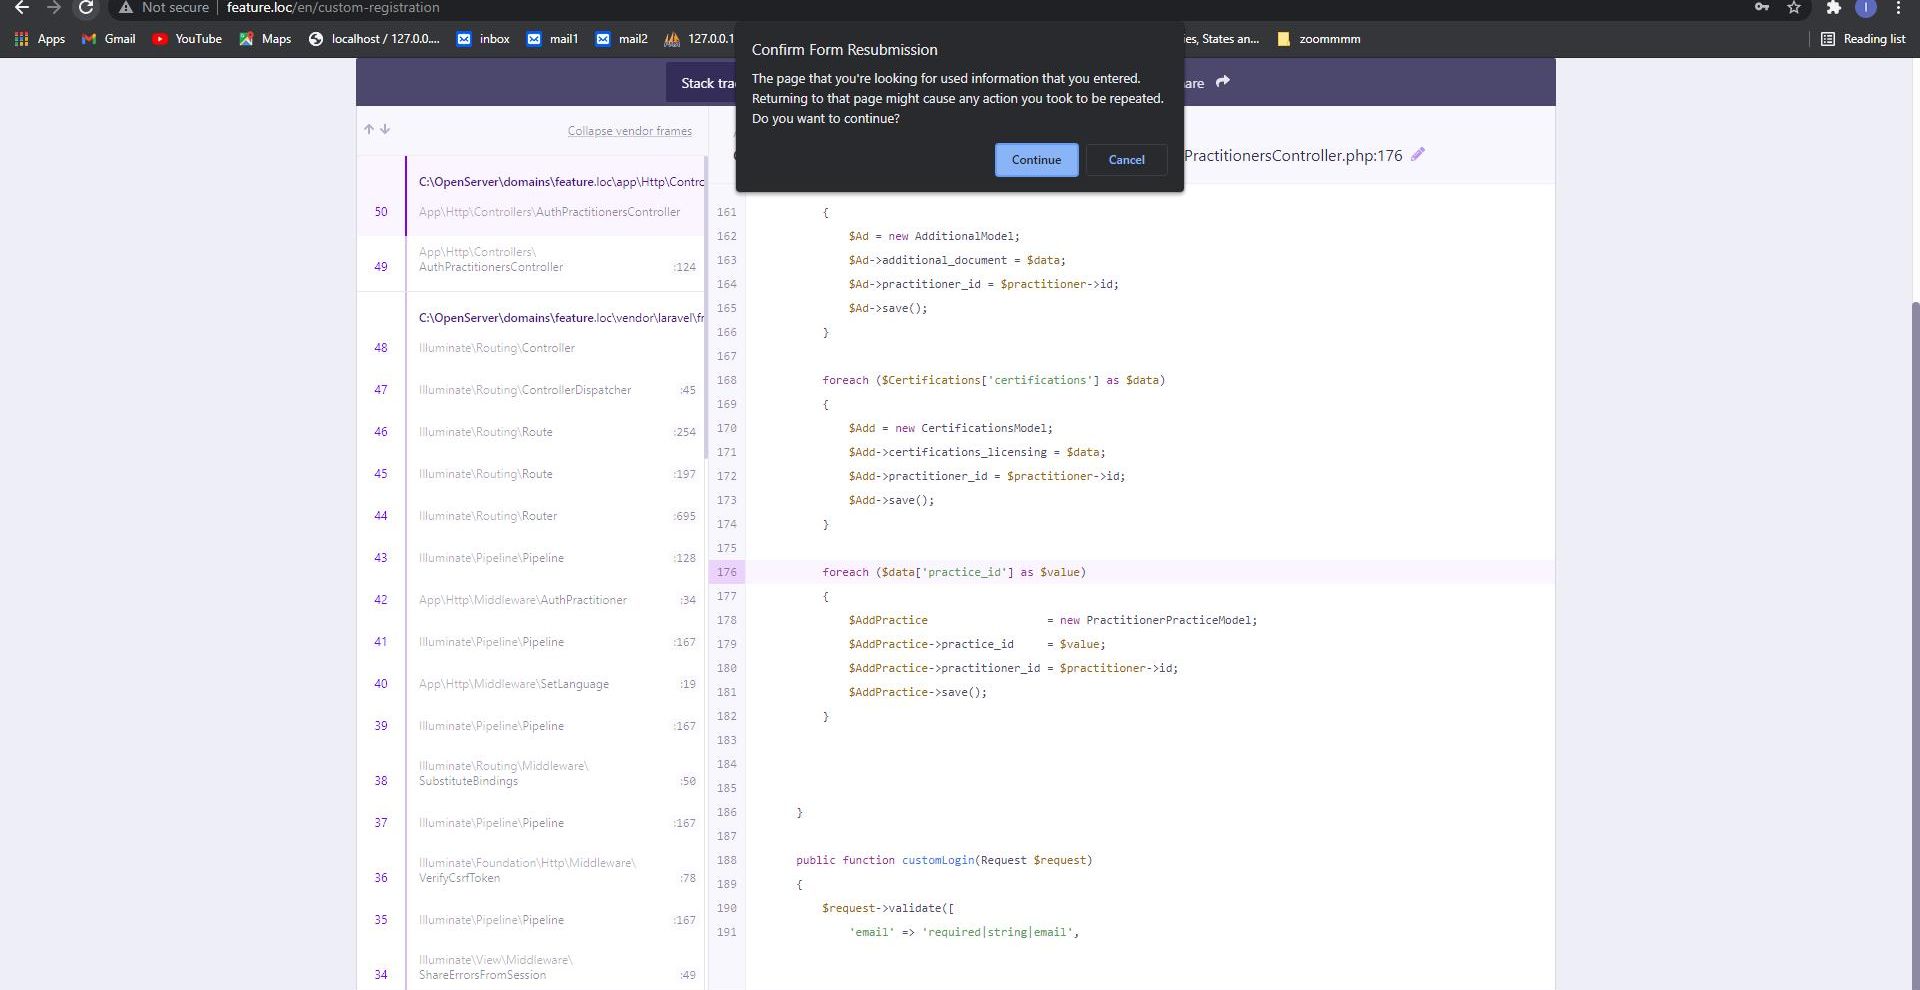 Not secure feature.loc/en/custom-registration
Apps Gmail YouTube Maps localhost / 127.0.0.... inbox mail1 mail2 127.0.0.1 ies, States an... zoommmm Reading list
Confirm Form Resubmission
The page that you're looking for used information that you entered.
Returning to that page might cause any action you took to be repeated.
Do you want to continue?
Continue Cancel
Stack tra
are
Collapse vendor frames
PractitionersController.php:176
C:\OpenServer\domains\feature.loc\app\Http\Contro
50 App\Http\Controllers\AuthPractitionersController
App\Http\Controllers\
49 AuthPractitionersController :124
C:\OpenServer\domains\feature.loc\vendor\laravel\fr
48 Illuminate\Routing\Controller
47 Illuminate\Routing\ControllerDispatcher :45
46 Illuminate\Routing\Route :254
45 Illuminate\Routing\Route :197
44 Illuminate\Routing\Router :695
43 Illuminate\Pipeline\Pipeline :128
42 App\Http\Middleware\AuthPractitioner :34
41 Illuminate\Pipeline\Pipeline :167
40 App\Http\Middleware\SetLanguage :19
39 Illuminate\Pipeline\Pipeline :167
Illuminate\Routing\Middleware\
38 SubstituteBindings :50
37 Illuminate\Pipeline\Pipeline :167
Illuminate\Foundation\Http\Middleware\
36 VerifyCsrfToken :78
35 Illuminate\Pipeline\Pipeline :167
Illuminate\View\Middleware\
34 ShareErrorsFromSession :49
161 {
162 $Ad = new AdditionalModel;
163 $Ad->additional_document = $data;
164 $Ad->practitioner_id = $practitioner->id;
165 $Ad->save();
166 }
167
168 foreach ($Certifications['certifications'] as $data)
169 {
170 $Add = new CertificationsModel;
171 $Add->certifications_licensing = $data;
172 $Add->practitioner_id = $practitioner->id;
173 $Add->save();
174 }
175
176 foreach ($data['practice_id'] as $value)
177 {
178 $AddPractice = new PractitionerPracticeModel;
179 $AddPractice->practice_id = $value;
180 $AddPractice->practitioner_id = $practitioner->id;
181 $AddPractice->save();
182 }
183
184
185
186 }
187
188 public function customLogin(Request $request)
189 {
190 $request->validate([
191 'email' => 'required|string|email',